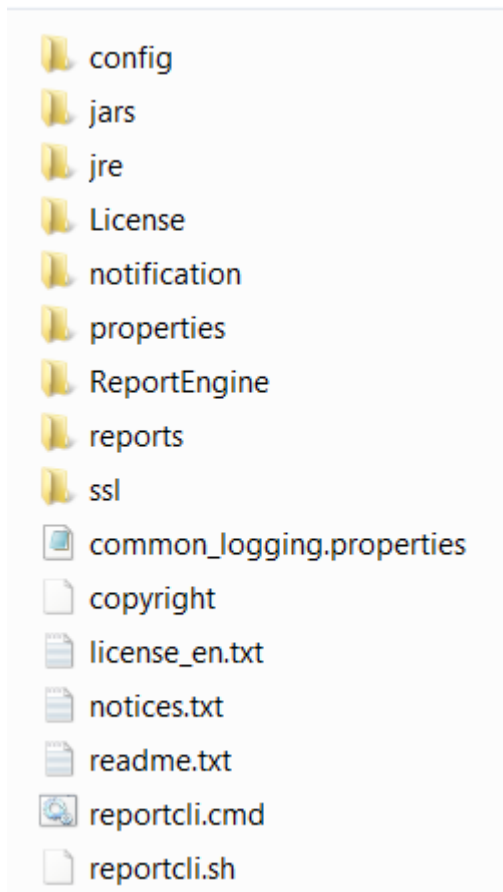 config
jars
jre
License
notification
properties
ReportEngine
reports
ssl
common_logging.properties
copyright
license_en.txt
notices.txt
readme.txt
reportcli.cmd
reportcli.sh